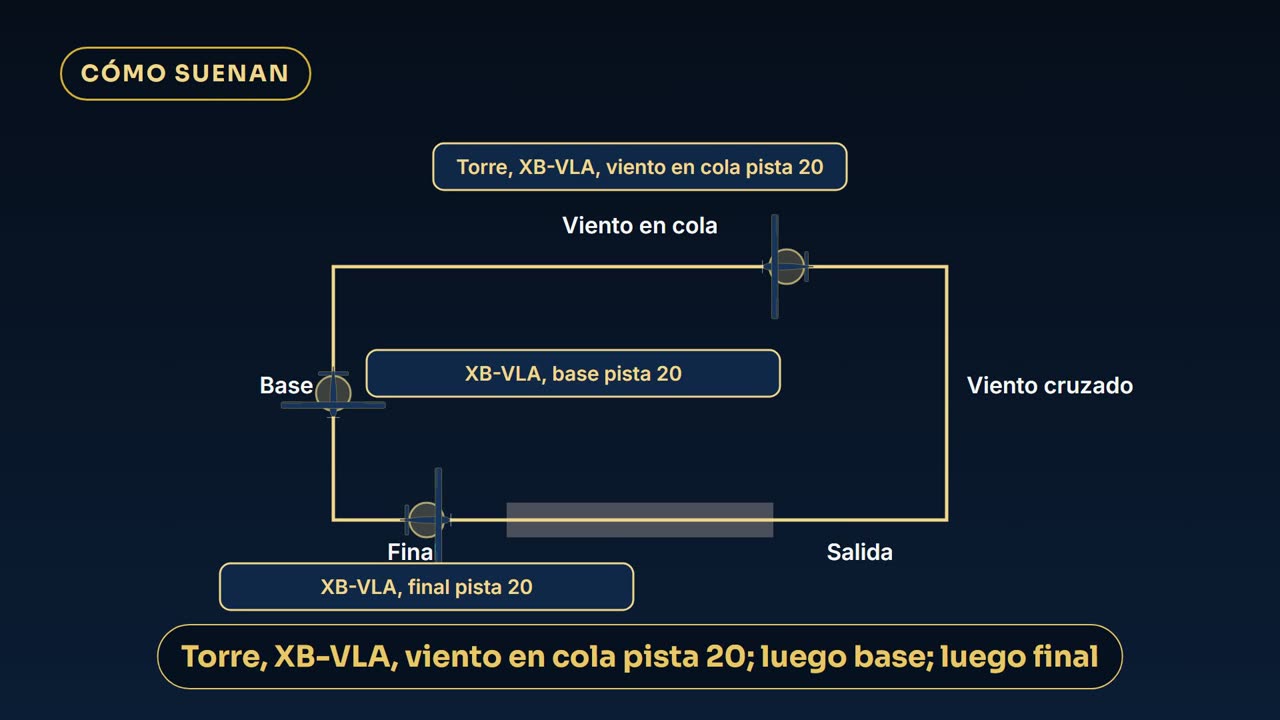 CÓMO SUENAN
Torre, XB-VLA, viento en cola pista 20
Viento en cola
XB-VLA, base pista 20
Base
Viento cruzado
Final
Salida
XB-VLA, final pista 20
Torre, XB-VLA, viento en cola pista 20; luego base; luego final